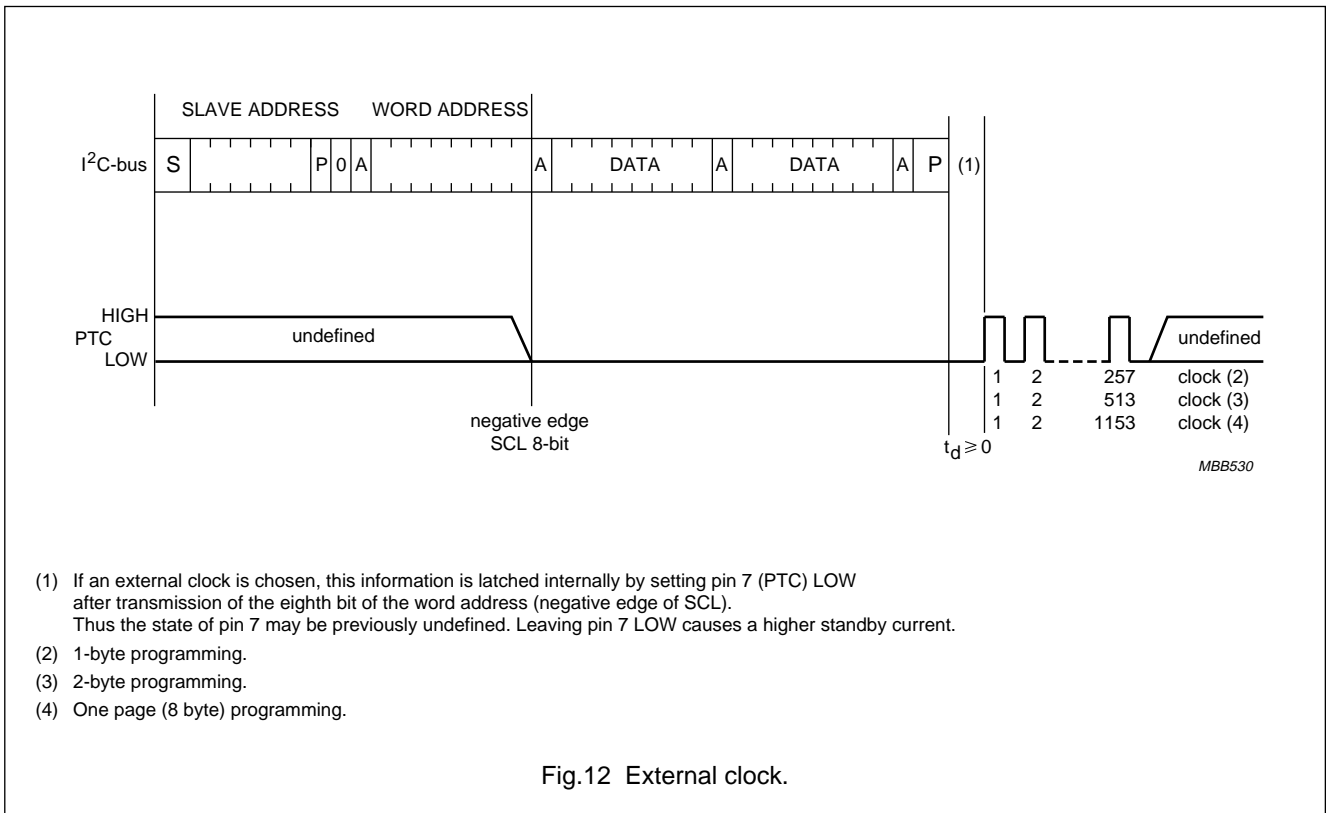 SLAVE ADDRESS WORD ADDRESS
I2C-bus S P 0 A A DATA A DATA A P (1)
HIGH
PTC undefined undefined
LOW
1 2 257 clock (2)
1 2 513 clock (3)
1 2 1153 clock (4)
negative edge
SCL 8-bit
td ⩾ 0
MBB530
(1) If an external clock is chosen, this information is latched internally by setting pin 7 (PTC) LOW
after transmission of the eighth bit of the word address (negative edge of SCL).
Thus the state of pin 7 may be previously undefined. Leaving pin 7 LOW causes a higher standby current.
(2) 1-byte programming.
(3) 2-byte programming.
(4) One page (8 byte) programming.
Fig.12 External clock.